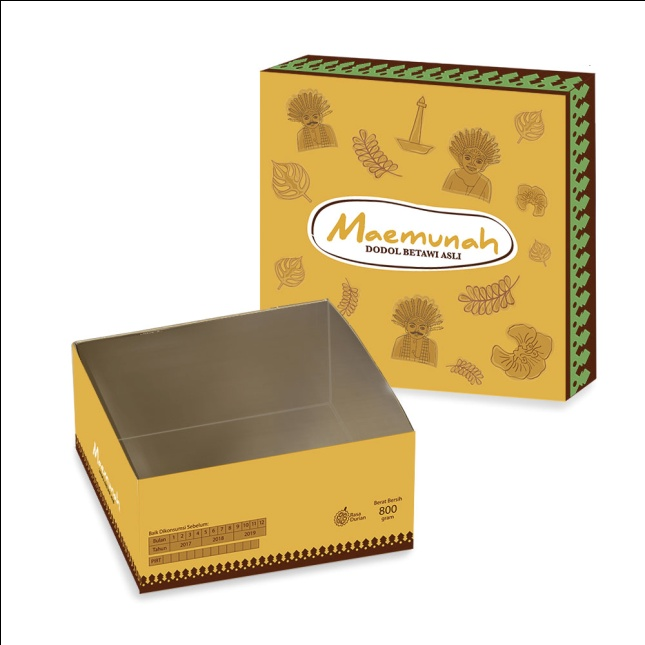 Maemunah
DODOL BETAWI ASLI
Maemunah
Baik Dikonsumsi Sebelum:
Bulan 1 2 3 4 5 6 7 8 9 10 11 12
Tahun 2017 2018 2019
PIRT
Rasa
Durian
Berat Bersih
800
gram